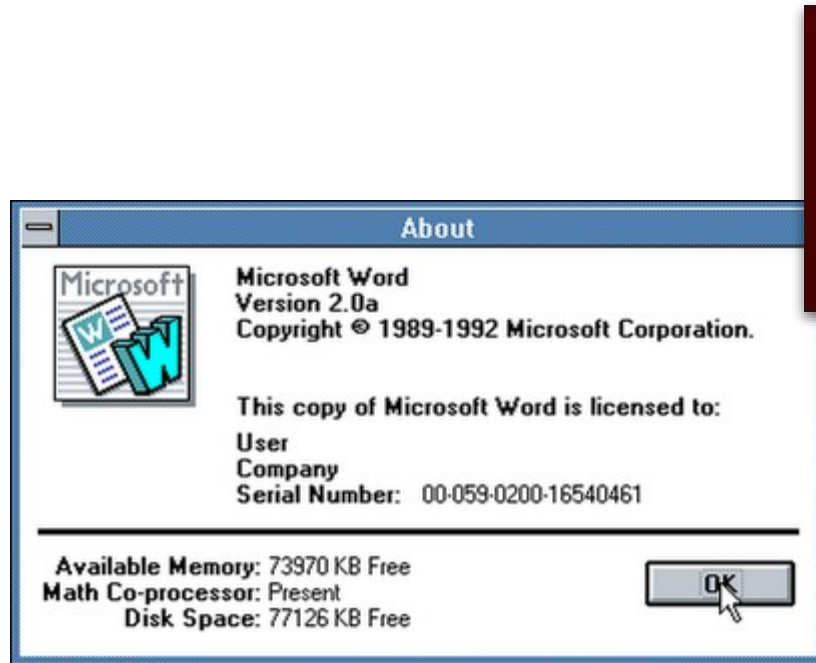 About
Microsoft
W
W
Microsoft Word
Version 2.0a
Copyright © 1989-1992 Microsoft Corporation.
This copy of Microsoft Word is licensed to:
User
Company
Serial Number: 00-059-0200-16540461
Available Memory: 73970 KB Free
Math Co-processor: Present
Disk Space: 77126 KB Free
OK